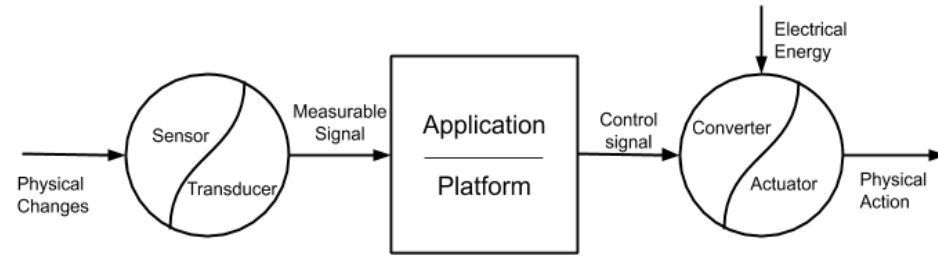 Physical
Changes
Sensor
Transducer
Measurable
Signal
Application
Platform
Control
signal
Electrical
Energy
Converter
Actuator
Physical
Action